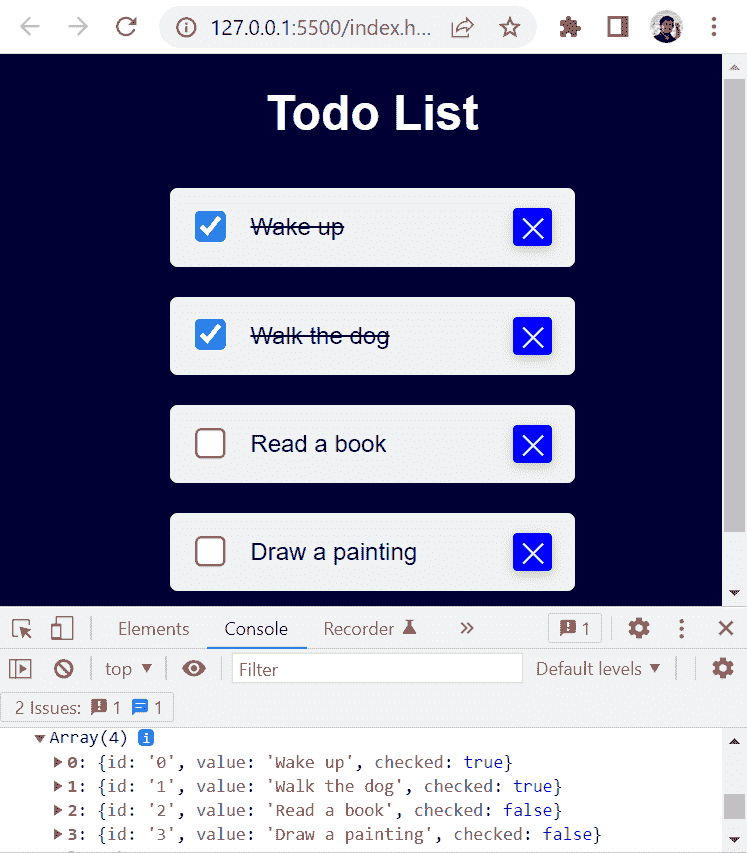 127.0.0.1:5500/index.h...
Todo List
Wake up
Walk the dog
Read a book
Draw a painting
Elements Console Recorder 1
top Filter Default levels
2 Issues: 1 1
Array(4) i
0: {id: '0', value: 'Wake up', checked: true}
1: {id: '1', value: 'Walk the dog', checked: true}
2: {id: '2', value: 'Read a book', checked: false}
3: {id: '3', value: 'Draw a painting', checked: false}